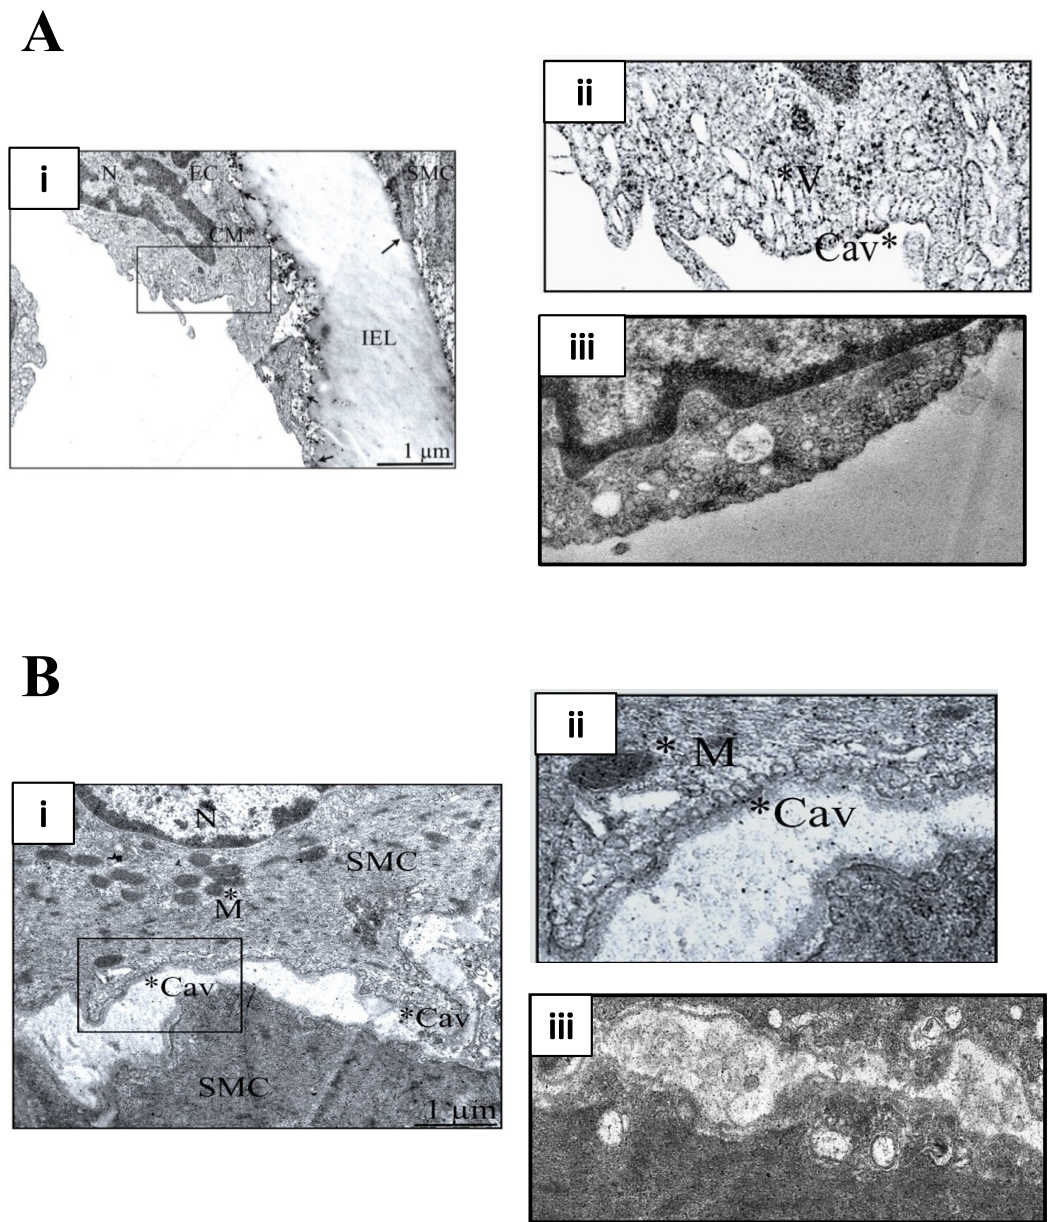 A
i
N
EC
SMC
CM*
IEL
**
1 μm
ii
*V
Cav*
iii
B
i
N
SMC
*
M
*Cav
*Cav
SMC
1 μm
ii
* M
*Cav
iii